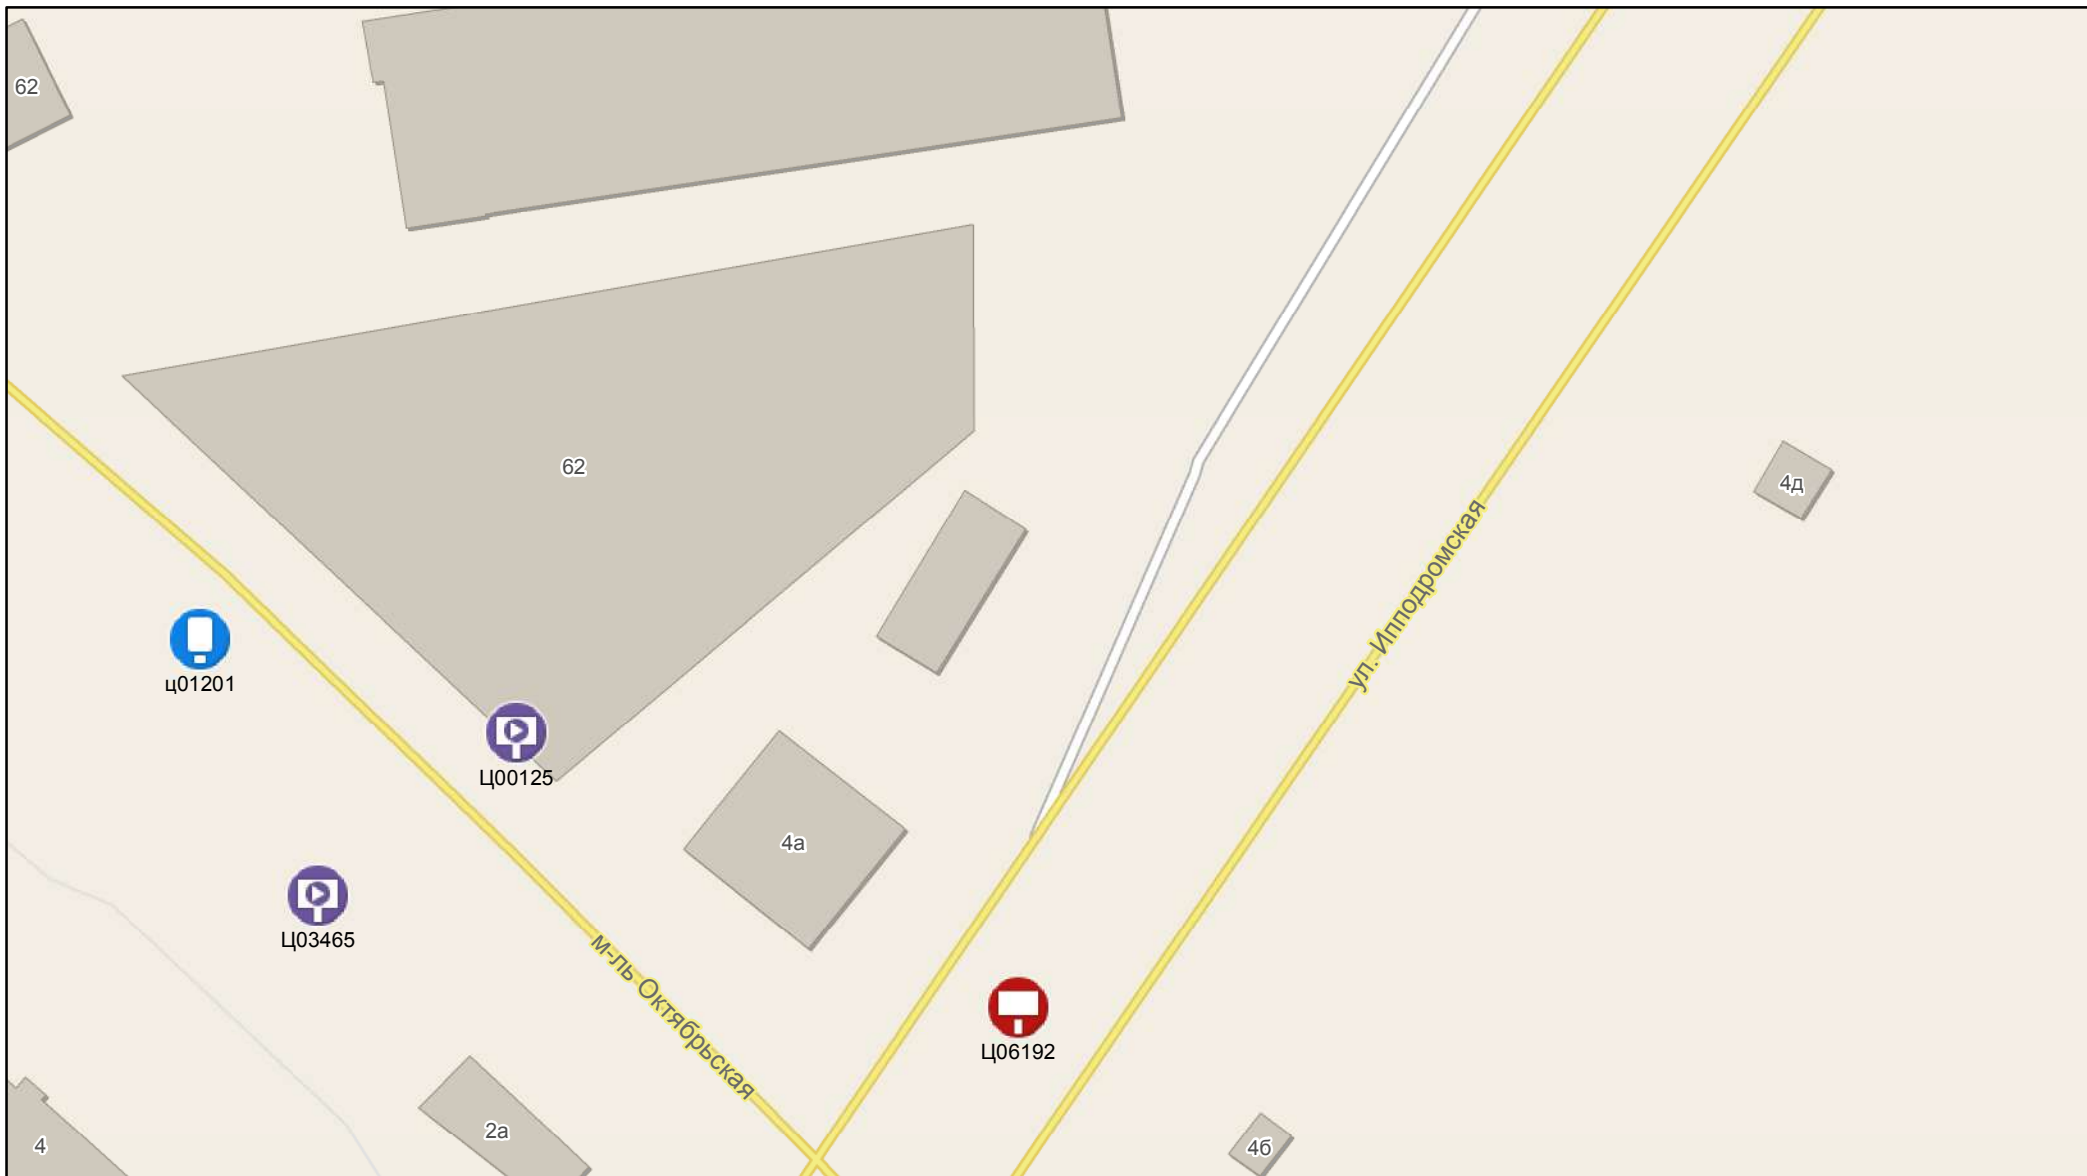 62
62
4д
ул. Ипподромская
ц01201
Ц00125
4а
Ц03465
м-ль Октябрьская
Ц06192
2а
4
4б